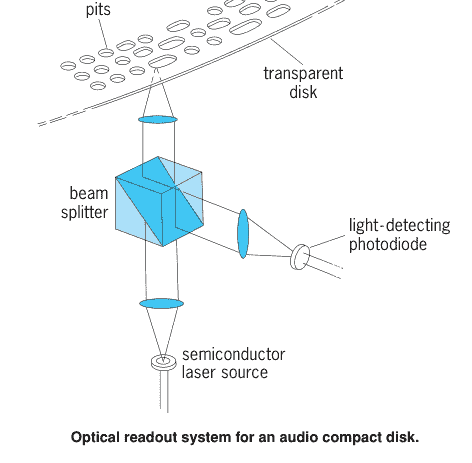 pits
transparent
disk
beam
splitter
light-detecting
photodiode
semiconductor
laser source
Optical readout system for an audio compact disk.